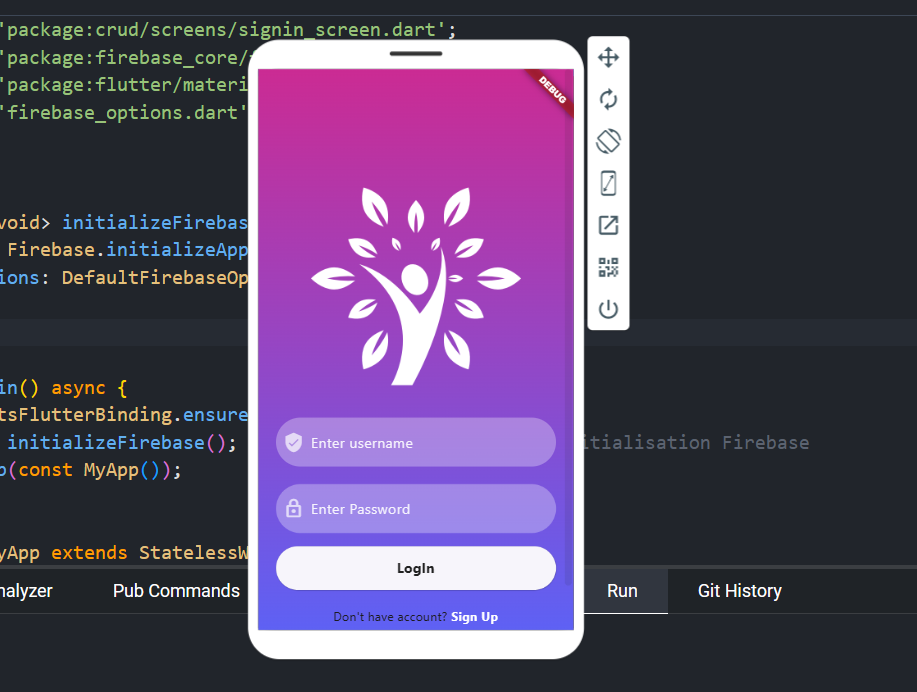 'package:crud/screens/signin_screen.dart';
'package:firebase_core/
'package:flutter/materi
'firebase_options.dart'
DEBUG
void> initializeFirebas
Firebase.initializeApp
ions: DefaultFirebaseOp
in() async {
tsFlutterBinding.ensure
initializeFirebase(); itialisation Firebase
p(const MyApp());
Enter username
Enter Password
LogIn
yApp extends StatelessW
nalyzer Pub Commands Run Git History
Don't have account? Sign Up